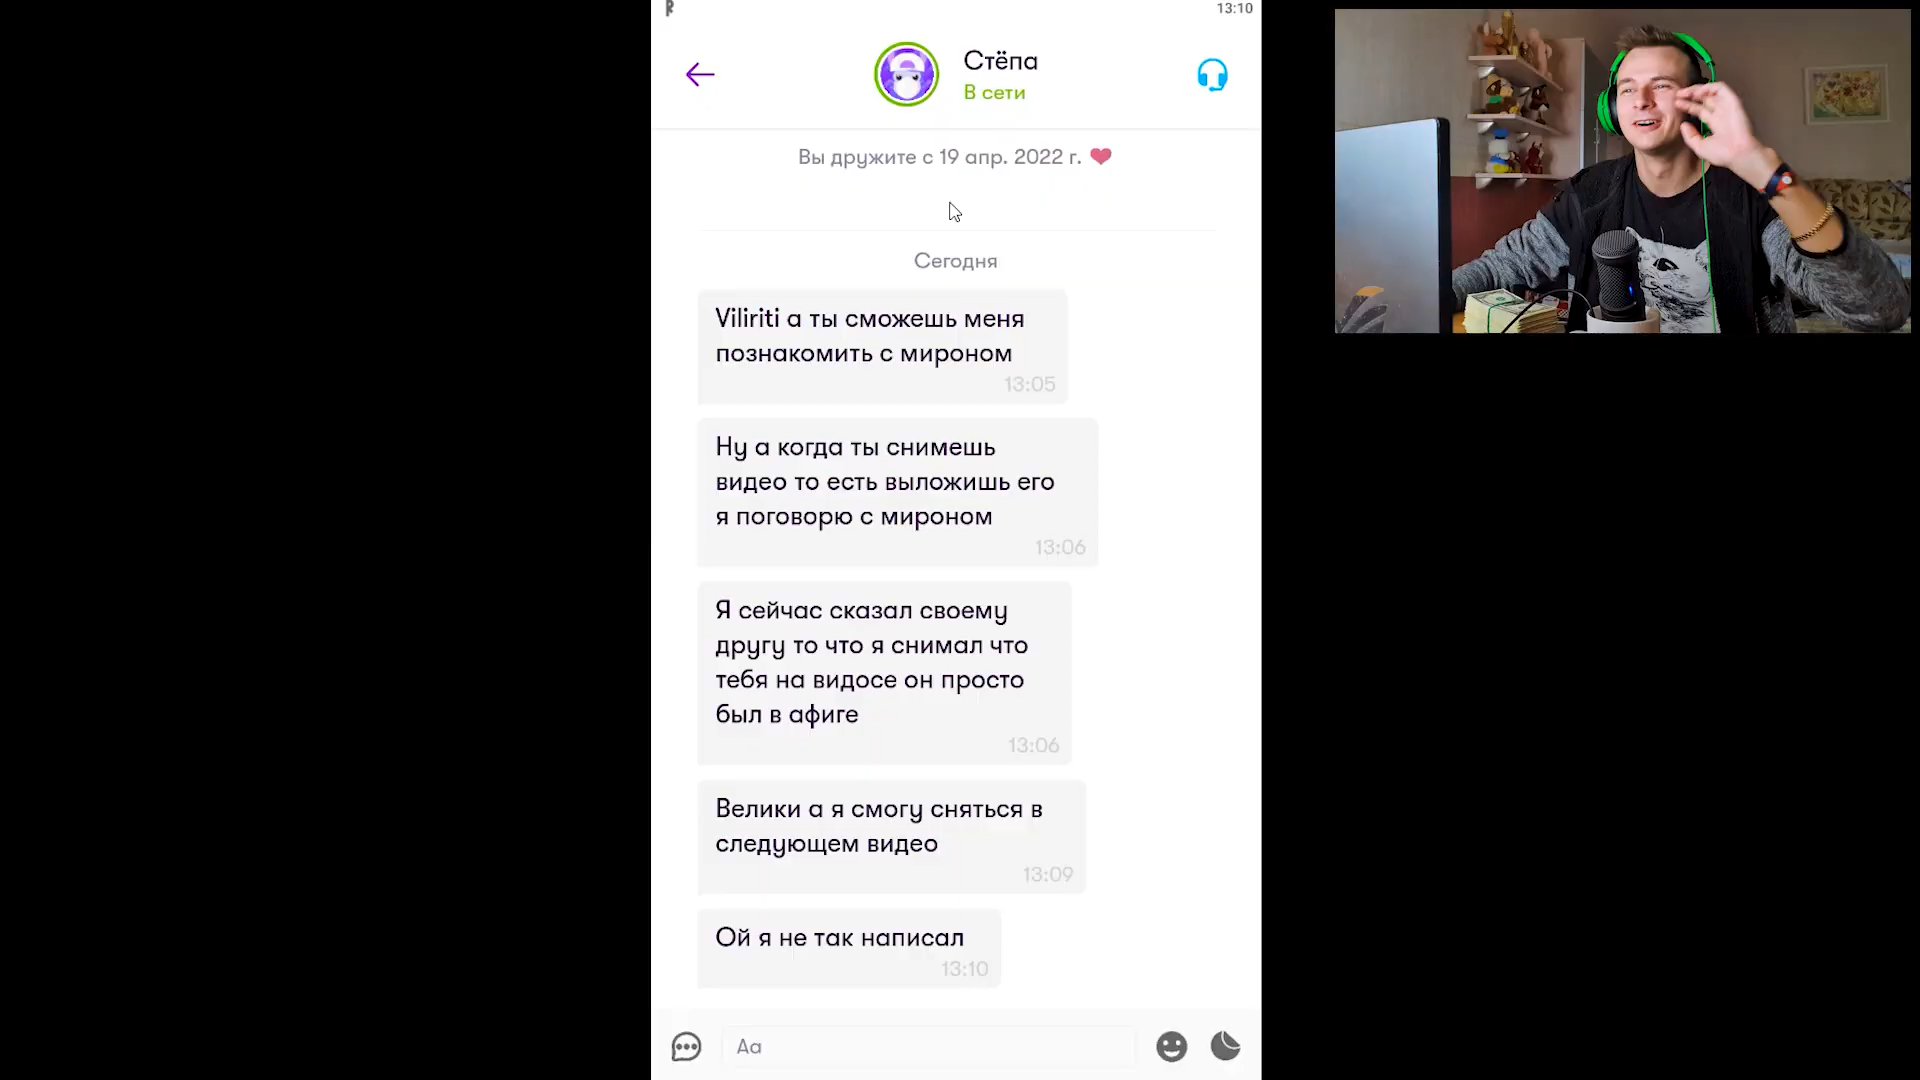 13:10
Стёпа
В сети
Вы дружите с 19 апр. 2022 г.
Сегодня
Viliriti а ты сможешь меня
познакомить с мироном
13:05
Ну а когда ты снимешь
видео то есть выложишь его
я поговорю с мироном
13:06
Я сейчас сказал своему
другу то что я снимал что
тебя на видосе он просто
был в афиге
13:06
Велики а я смогу сняться в
следующем видео
13:09
Ой я не так написал
13:10
Aa